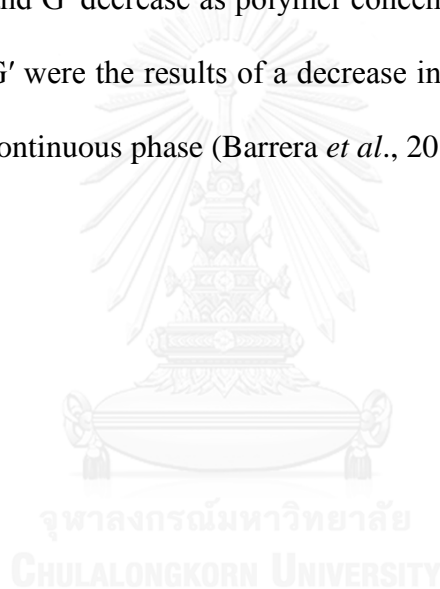 and G′ decrease as polymer concen
G′ were the results of a decrease in
ontinuous phase (Barrera et al., 20
จุฬาลงกรณ์มหาวิทยาลัย
CHULALONGKORN UNIVERSITY